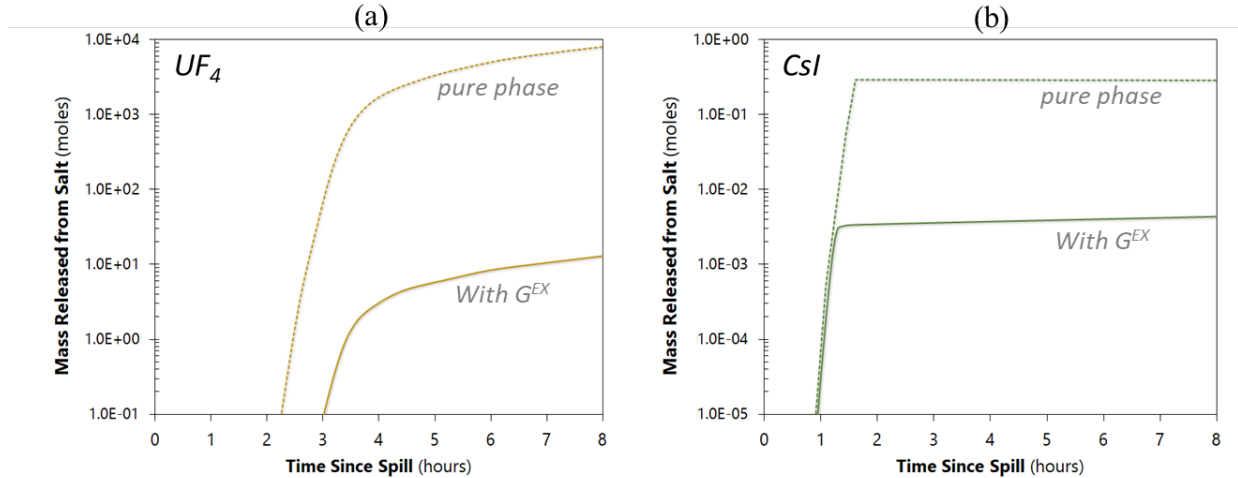 (a)
UF4
pure phase
With G^EX
1.0E+04
1.0E+03
1.0E+02
1.0E+01
1.0E+00
1.0E-01
0 1 2 3 4 5 6 7 8
Mass Released from Salt (moles)
Time Since Spill (hours)
(b)
CsI
pure phase
With G^EX
1.0E+00
1.0E-01
1.0E-02
1.0E-03
1.0E-04
1.0E-05
0 1 2 3 4 5 6 7 8
Mass Released from Salt (moles)
Time Since Spill (hours)